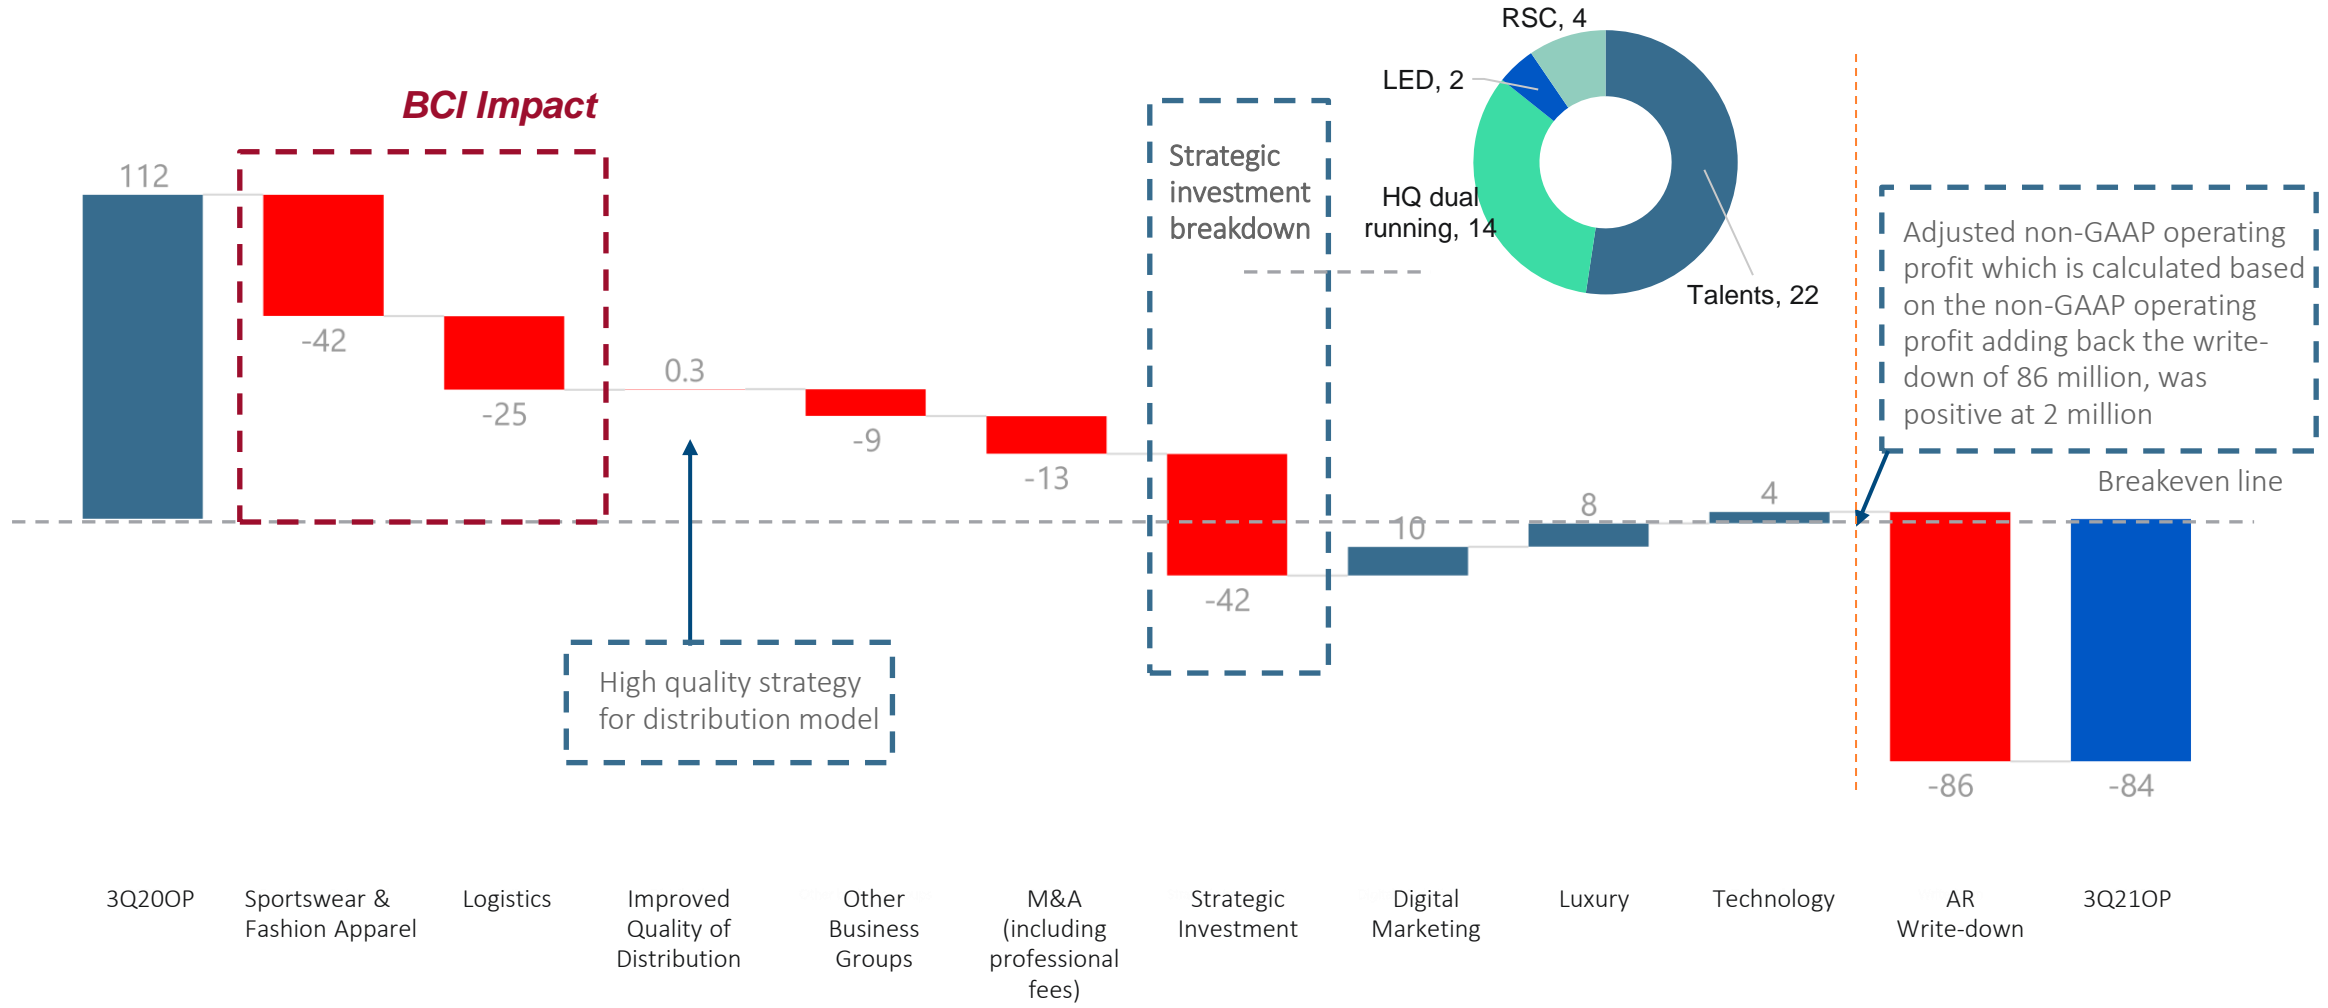 RSC, 4
LED, 2
BCI Impact
Strategic
investment
breakdown
HQ dual
running, 14
Talents, 22
112
-42
-25
0.3
-9
-13
-42
10
8
4
-86
-84
Adjusted non-GAAP operating
profit which is calculated based
on the non-GAAP operating
profit adding back the write-
down of 86 million, was
positive at 2 million
Breakeven line
High quality strategy
for distribution model
3Q20OP
Sportswear &
Fashion Apparel
Logistics
Improved
Quality of
Distribution
Other
Business
Groups
M&A
(including
professional
fees)
Strategic
Investment
Digital
Marketing
Luxury
Technology
AR
Write-down
3Q21OP